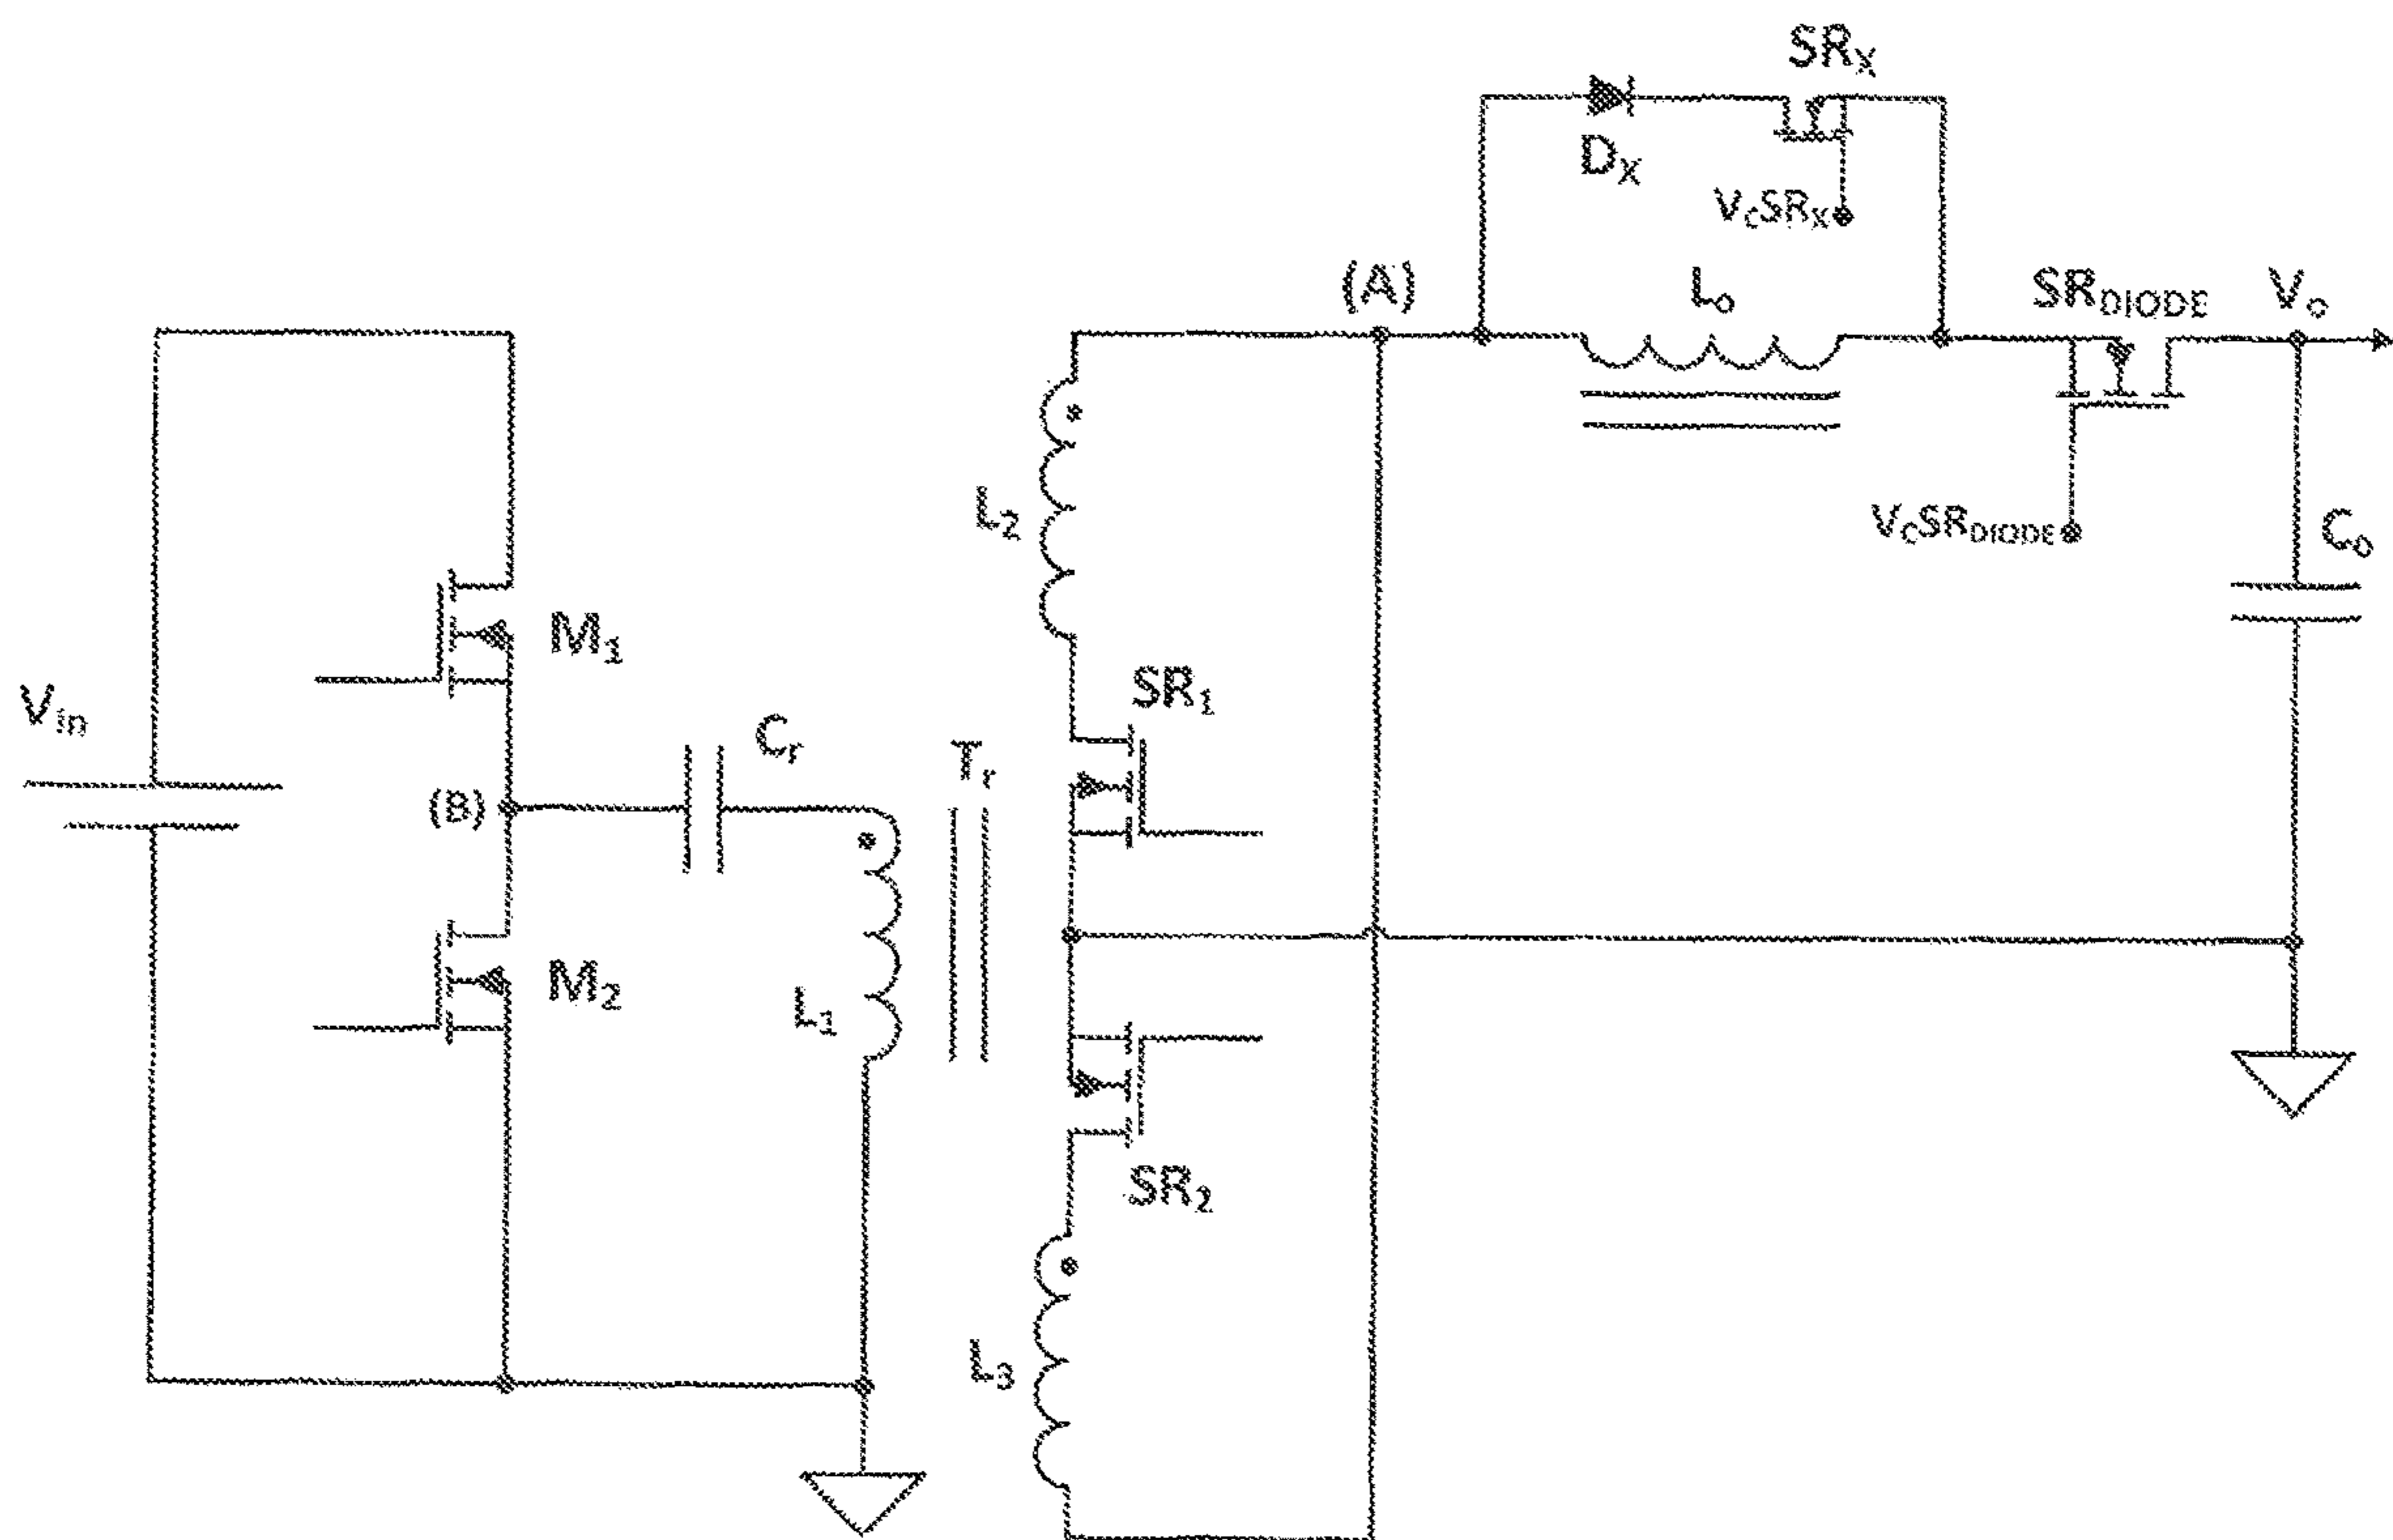 SRX
DX
VCSRX
(A)
Lo
SRDIODE
Vo
L2
VCSRDIODE
Co
M1
SR1
Vin
Cr
Tr
(B)
M2
L1
SR2
L3